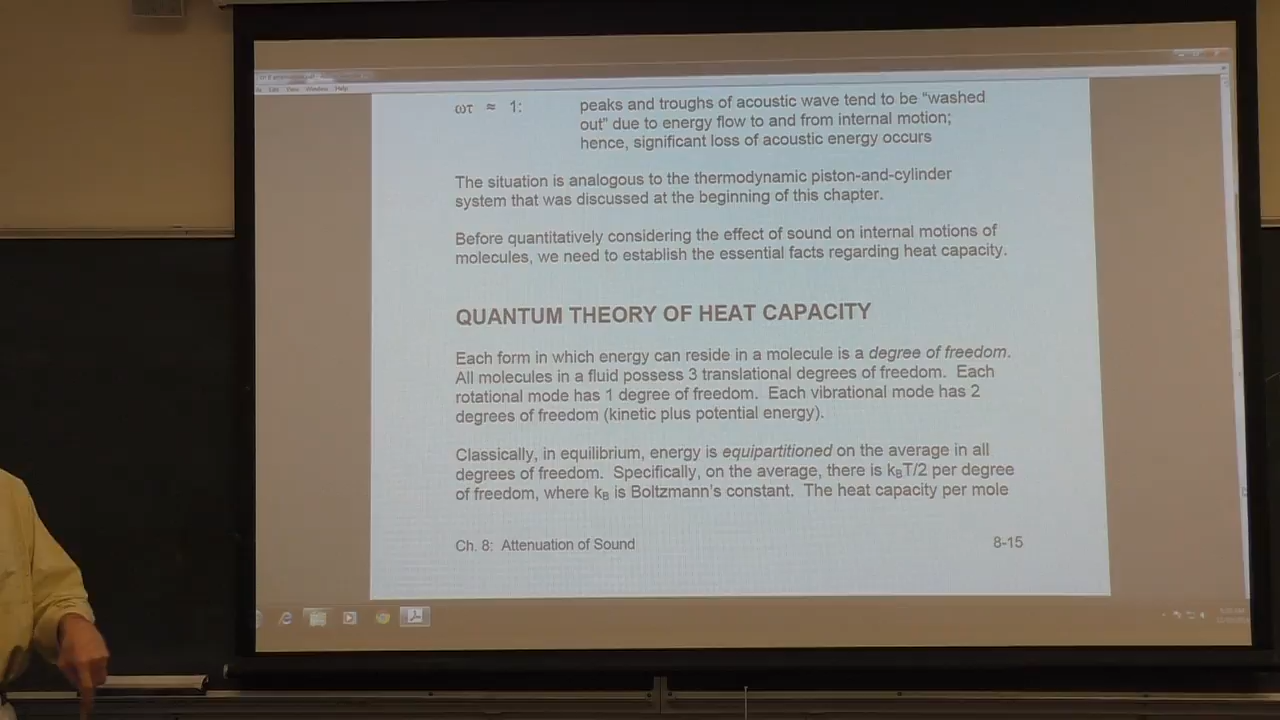 Window Help
ωτ ≈ 1: peaks and troughs of acoustic wave tend to be "washed
out" due to energy flow to and from internal motion;
hence, significant loss of acoustic energy occurs
The situation is analogous to the thermodynamic piston-and-cylinder
system that was discussed at the beginning of this chapter.
Before quantitatively considering the effect of sound on internal motions of
molecules, we need to establish the essential facts regarding heat capacity.
QUANTUM THEORY OF HEAT CAPACITY
Each form in which energy can reside in a molecule is a degree of freedom.
All molecules in a fluid possess 3 translational degrees of freedom. Each
rotational mode has 1 degree of freedom. Each vibrational mode has 2
degrees of freedom (kinetic plus potential energy).
Classically, in equilibrium, energy is equipartitioned on the average in all
degrees of freedom. Specifically, on the average, there is kBT/2 per degree
of freedom, where kB is Boltzmann's constant. The heat capacity per mole
Ch. 8: Attenuation of Sound 8-15